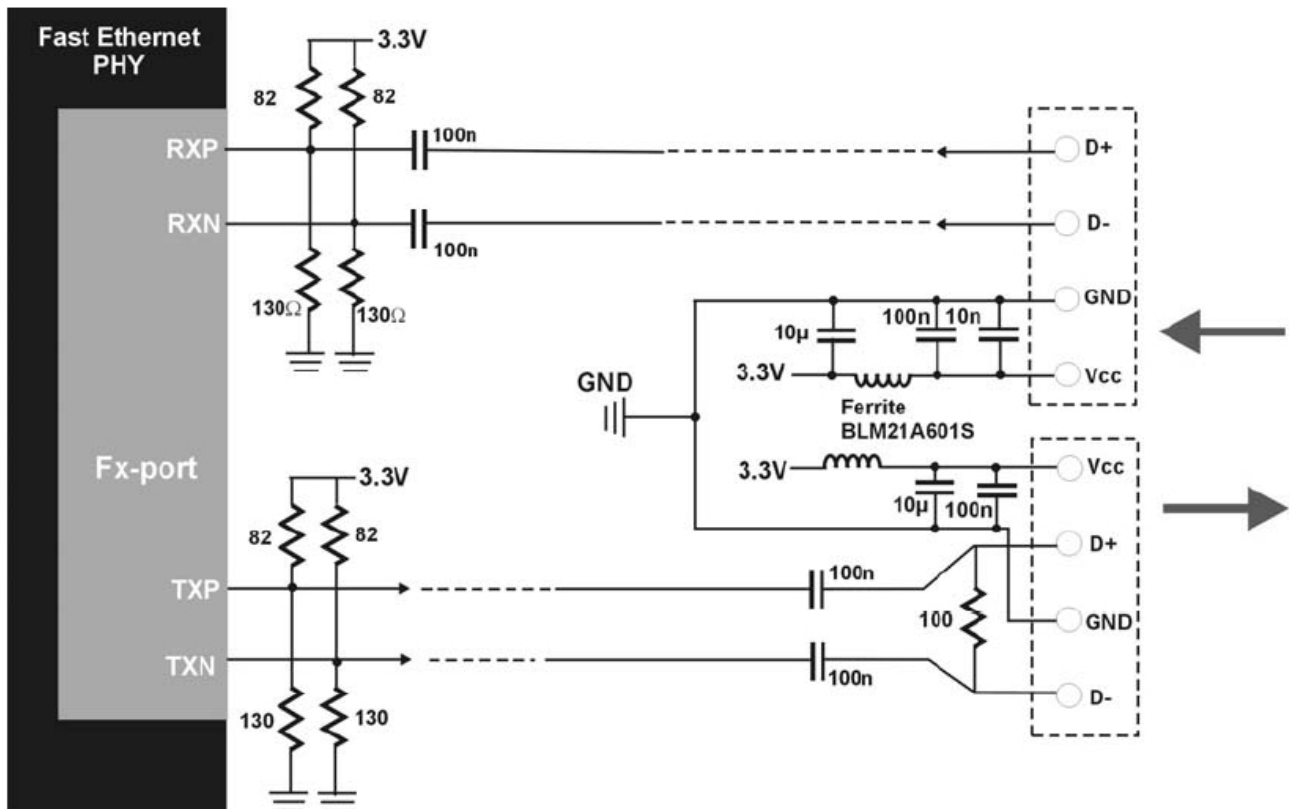 Fast Ethernet
PHY
3.3V
82
82
RXP
100n
D+
RXN
100n
D-
130Ω
130Ω
GND
10µ
100n
10n
3.3V
Vcc
GND
Ferrite
BLM21A601S
Fx-port
3.3V
Vcc
3.3V
10µ
100n
82
82
D+
TXP
100n
100
GND
TXN
100n
D-
130
130